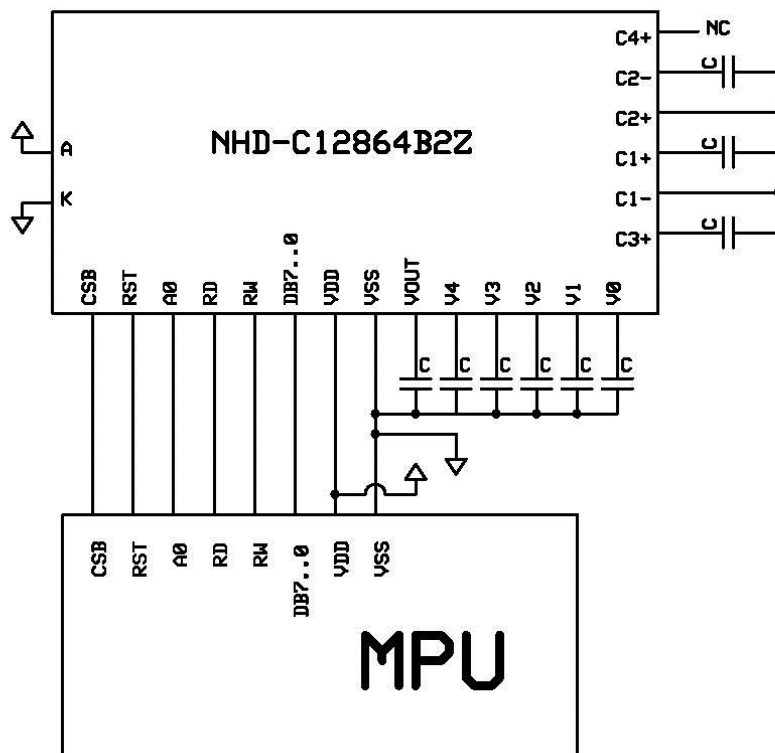 C4+ NC
C2- C
C2+
NHD-C12864B2Z
A
C1+ C
K
C1-
C3+ C
CSB RST A0 RD RW DB7..0 VDD VSS VOUT V4 V3 V2 V1 V0
C C C C C C
CSB RST A0 RD RW DB7..0 VDD VSS
MPU